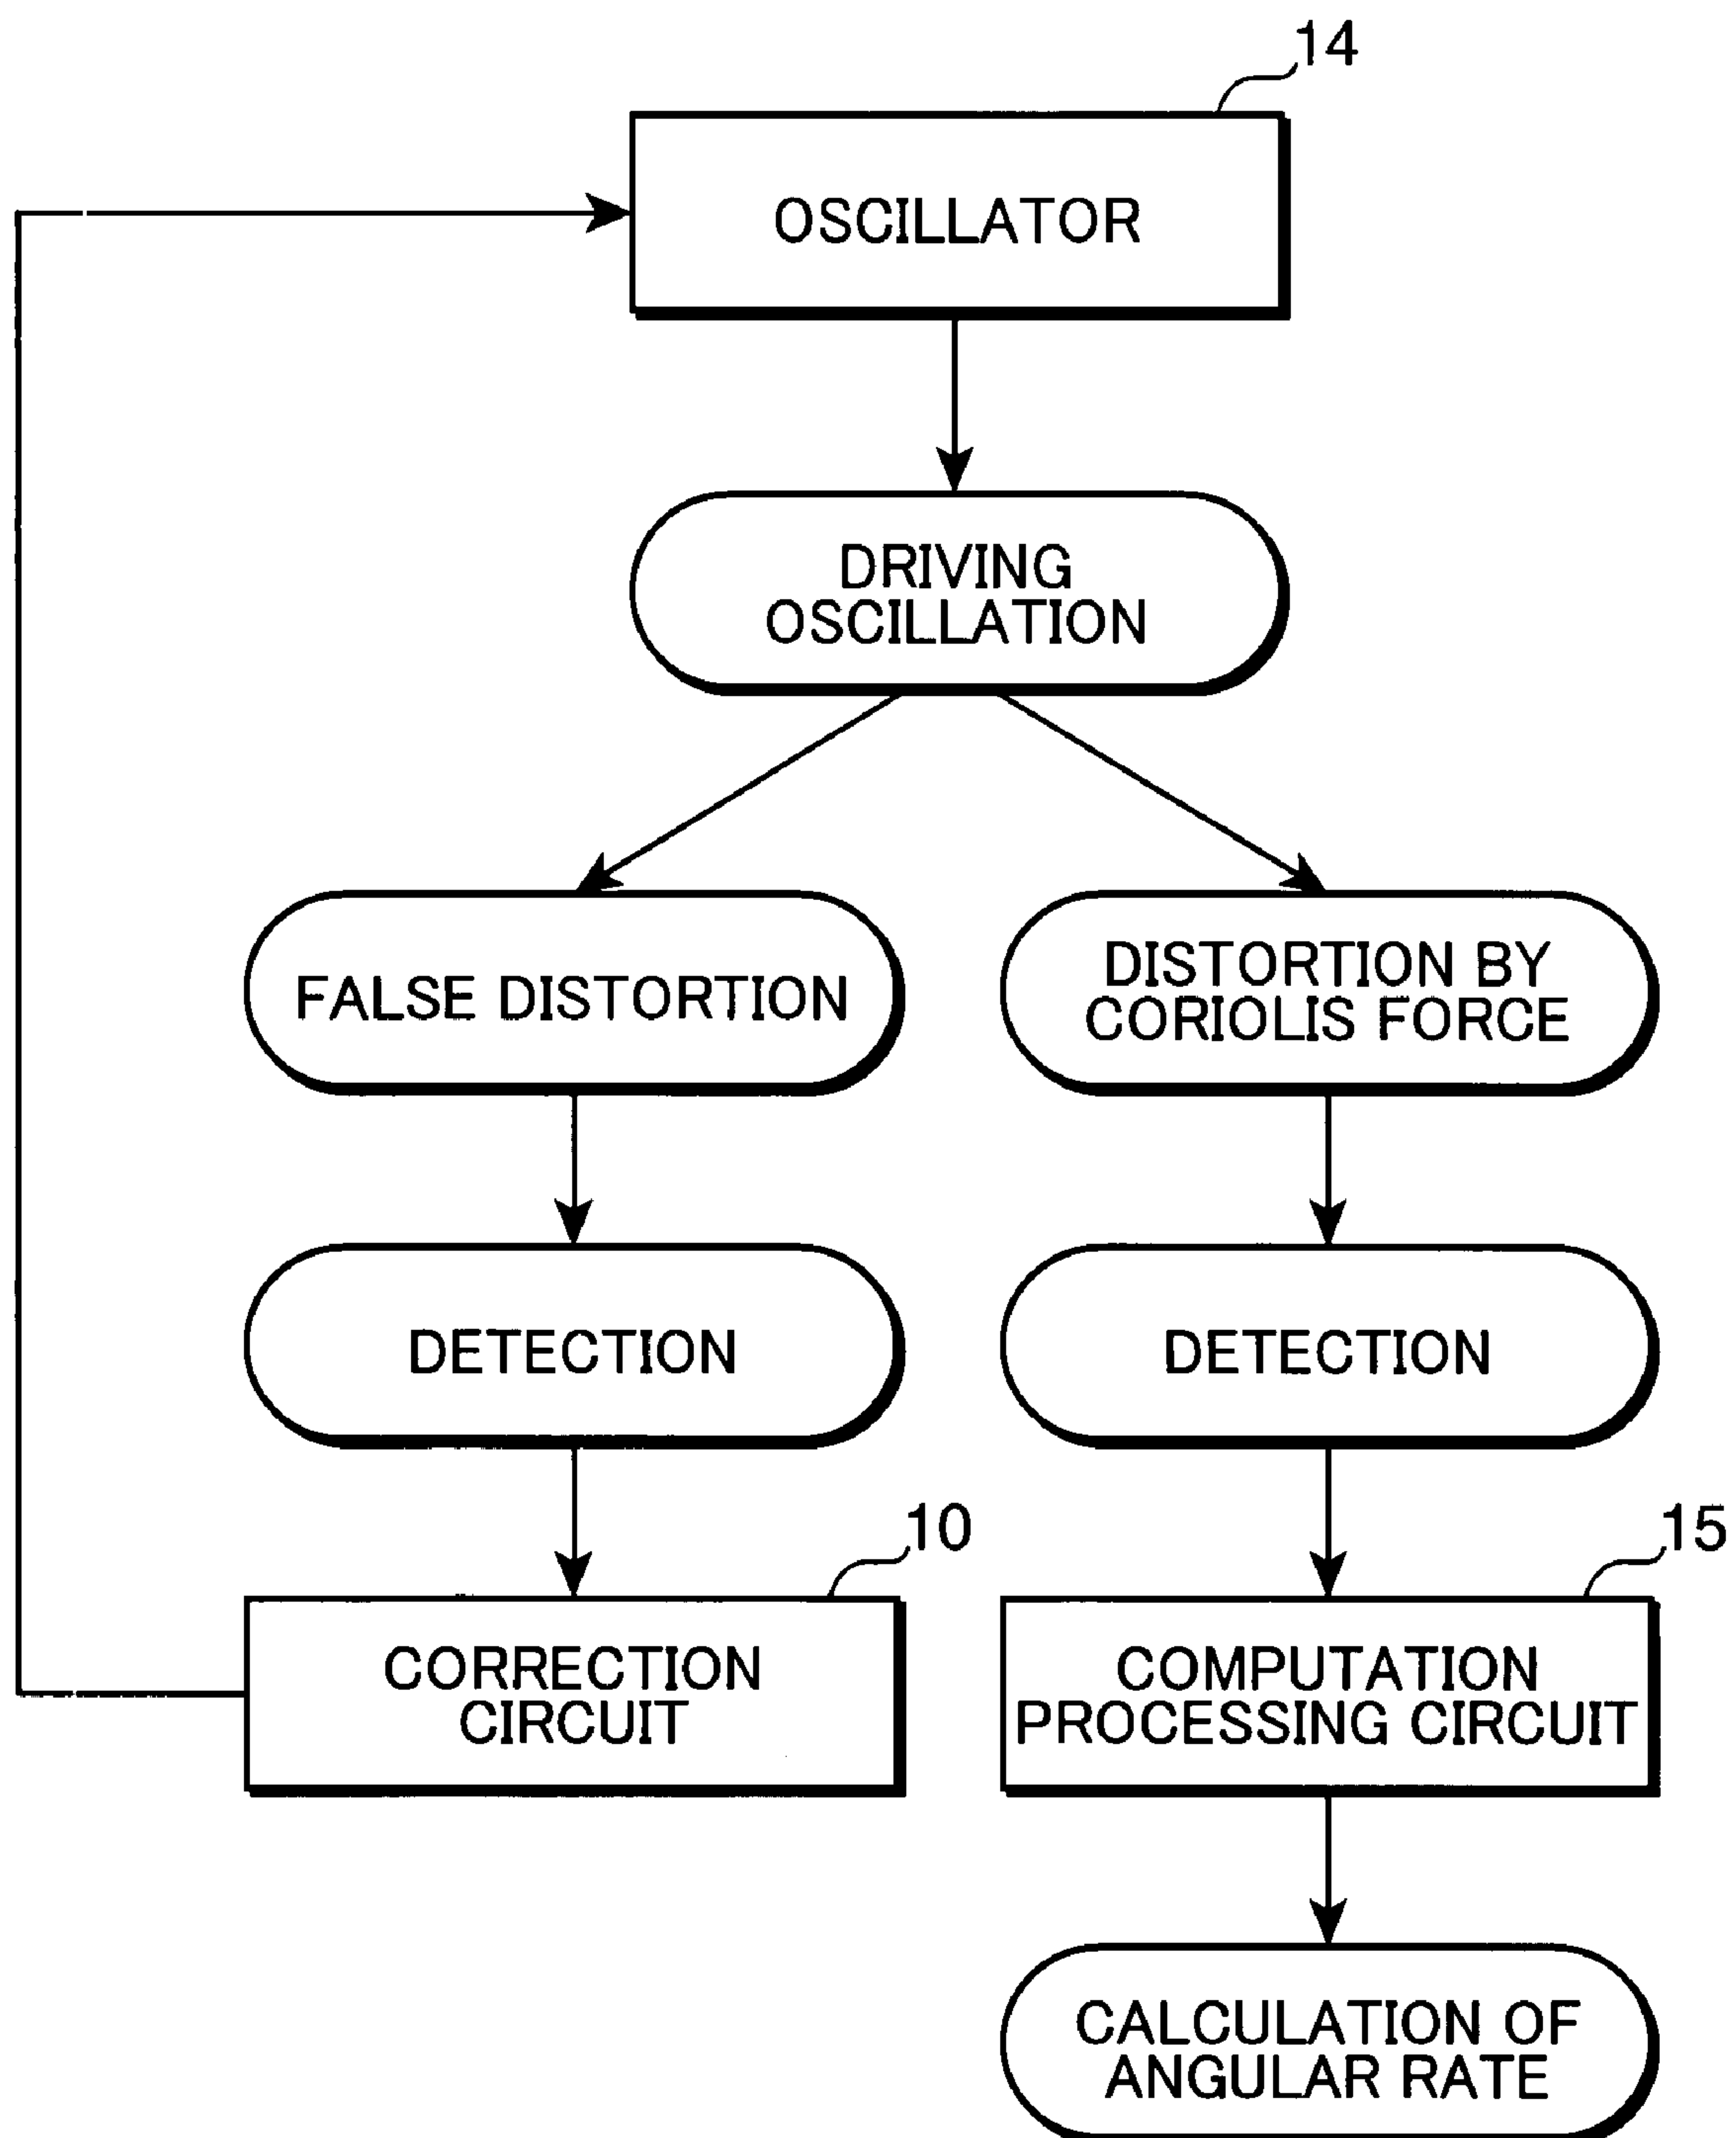 14
OSCILLATOR
DRIVING
OSCILLATION
FALSE DISTORTION
DISTORTION BY
CORIOLIS FORCE
DETECTION
DETECTION
10
15
CORRECTION
CIRCUIT
COMPUTATION
PROCESSING CIRCUIT
CALCULATION OF
ANGULAR RATE